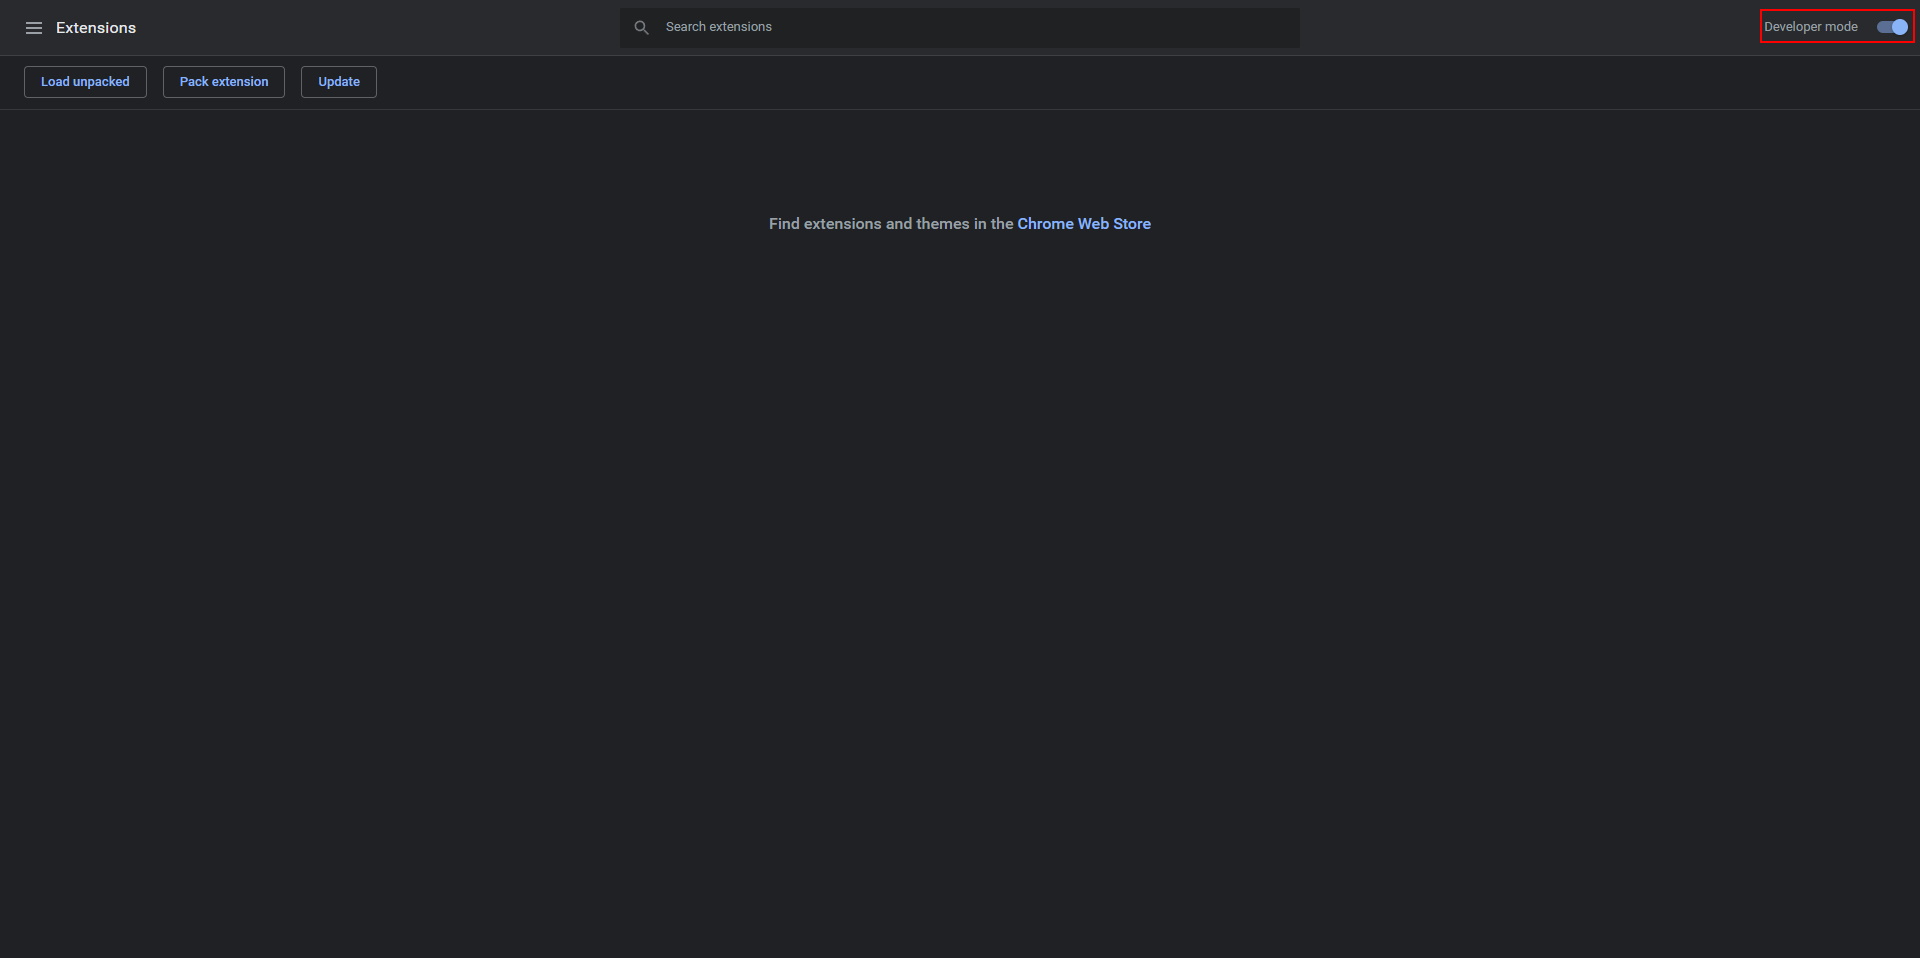 Extensions
Search extensions
Developer mode
Load unpacked
Pack extension
Update
Find extensions and themes in the Chrome Web Store